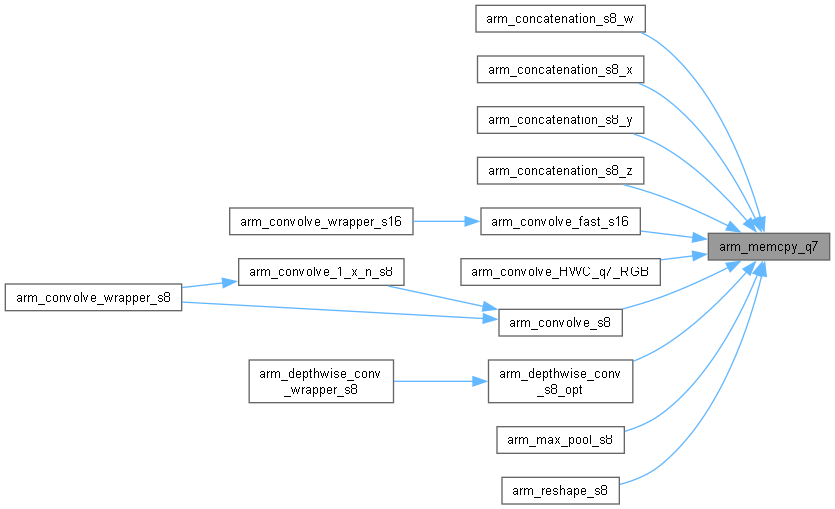 arm_concatenation_s8_w
arm_concatenation_s8_x
arm_concatenation_s8_y
arm_concatenation_s8_z
arm_convolve_wrapper_s16
arm_convolve_fast_s16
arm_memcpy_q7
arm_convolve_1_x_n_s8
arm_convolve_HWC_q7_RGB
arm_convolve_wrapper_s8
arm_convolve_s8
arm_depthwise_conv
_wrapper_s8
arm_depthwise_conv
_s8_opt
arm_max_pool_s8
arm_reshape_s8